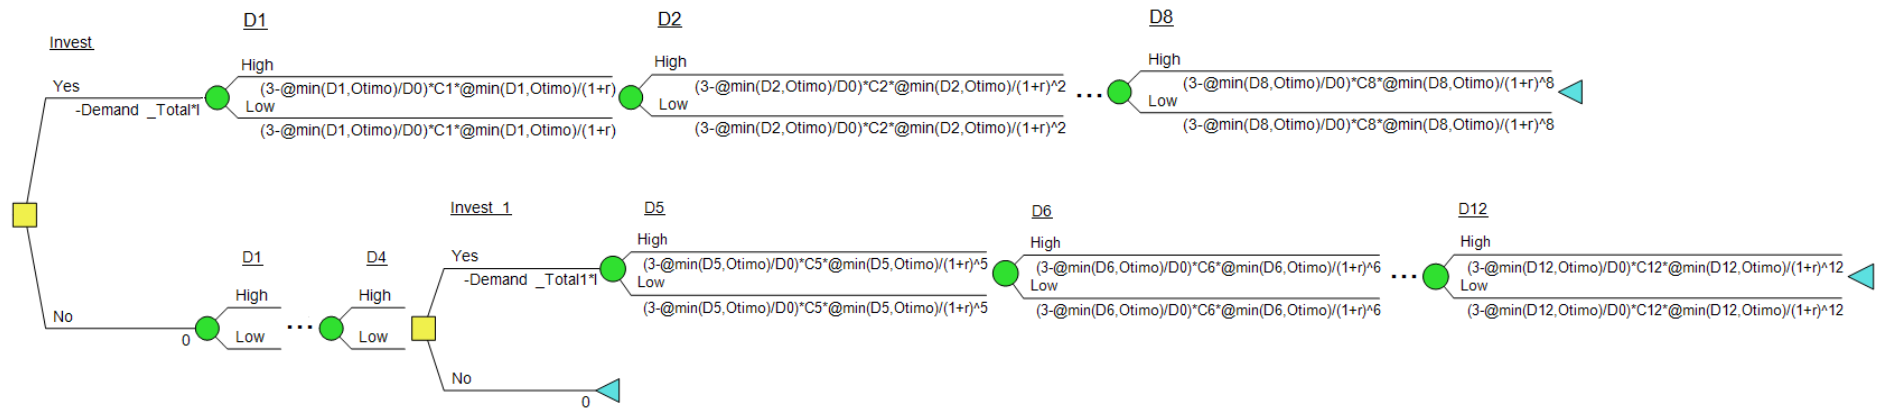 D1
D2
D8
Invest
High
High
High
Yes
(3-@min(D1,Otimo)/D0)*C1*@min(D1,Otimo)/(1+r)
(3-@min(D2,Otimo)/D0)*C2*@min(D2,Otimo)/(1+r)^2
(3-@min(D8,Otimo)/D0)*C8*@min(D8,Otimo)/(1+r)^8
-Demand _Total*I
Low
Low
Low
...
(3-@min(D1,Otimo)/D0)*C1*@min(D1,Otimo)/(1+r)
(3-@min(D2,Otimo)/D0)*C2*@min(D2,Otimo)/(1+r)^2
(3-@min(D8,Otimo)/D0)*C8*@min(D8,Otimo)/(1+r)^8
Invest 1
D5
D6
D12
High
High
High
D1
D4
Yes
(3-@min(D5,Otimo)/D0)*C5*@min(D5,Otimo)/(1+r)^5
(3-@min(D6,Otimo)/D0)*C6*@min(D6,Otimo)/(1+r)^6
(3-@min(D12,Otimo)/D0)*C12*@min(D12,Otimo)/(1+r)^12
-Demand _Total1*I
Low
Low
Low
...
High
High
(3-@min(D5,Otimo)/D0)*C5*@min(D5,Otimo)/(1+r)^5
(3-@min(D6,Otimo)/D0)*C6*@min(D6,Otimo)/(1+r)^6
(3-@min(D12,Otimo)/D0)*C12*@min(D12,Otimo)/(1+r)^12
No
...
0
Low
Low
No
0